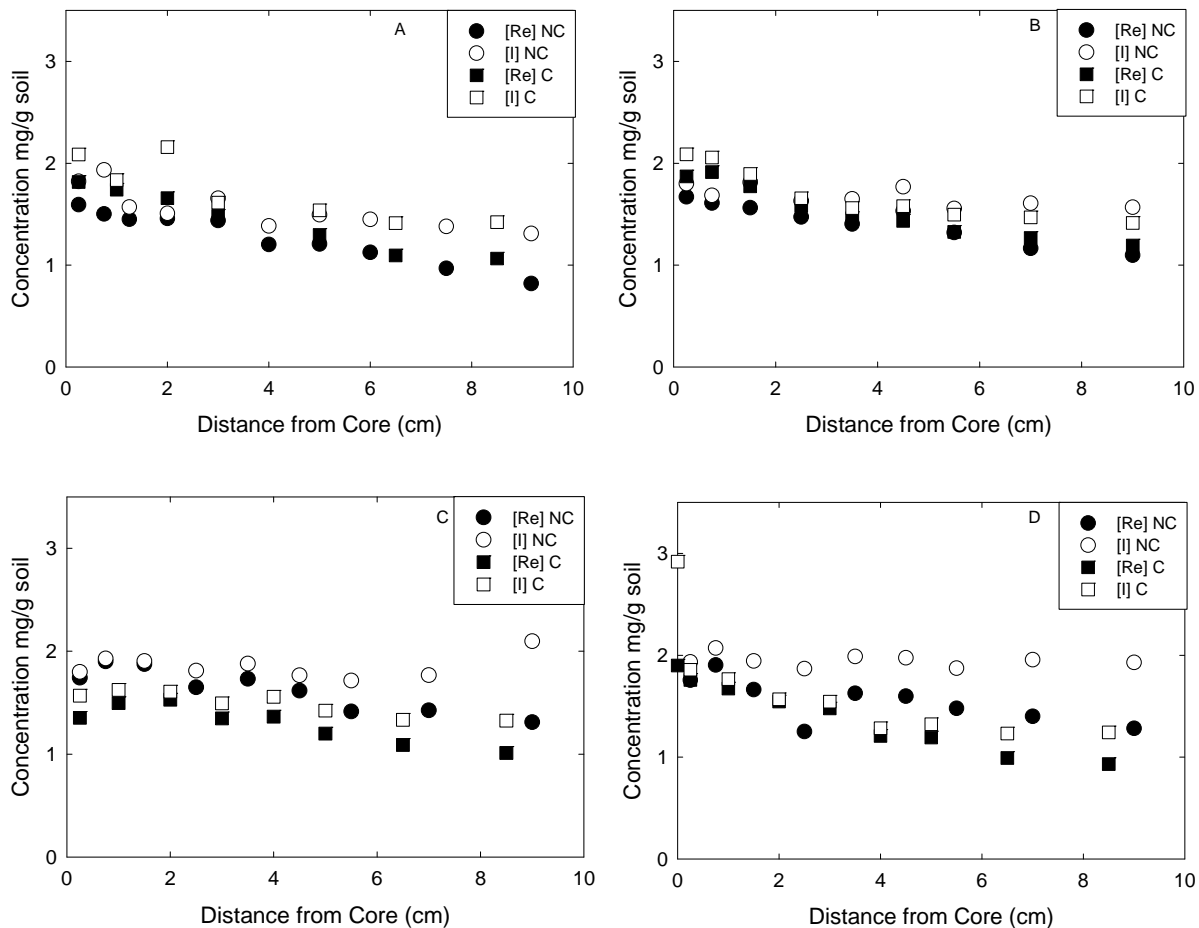 A
[Re] NC
[I] NC
[Re] C
[I] C
Concentration mg/g soil
3
2
1
0
0 2 4 6 8 10
Distance from Core (cm)
B
[Re] NC
[I] NC
[Re] C
[I] C
Concentration mg/g soil
3
2
1
0
0 2 4 6 8 10
Distance from Core (cm)
C
[Re] NC
[I] NC
[Re] C
[I] C
Concentration mg/g soil
3
2
1
0
0 2 4 6 8 10
Distance from Core (cm)
D
[Re] NC
[I] NC
[Re] C
[I] C
Concentration mg/g soil
3
2
1
0
0 2 4 6 8 10
Distance from Core (cm)